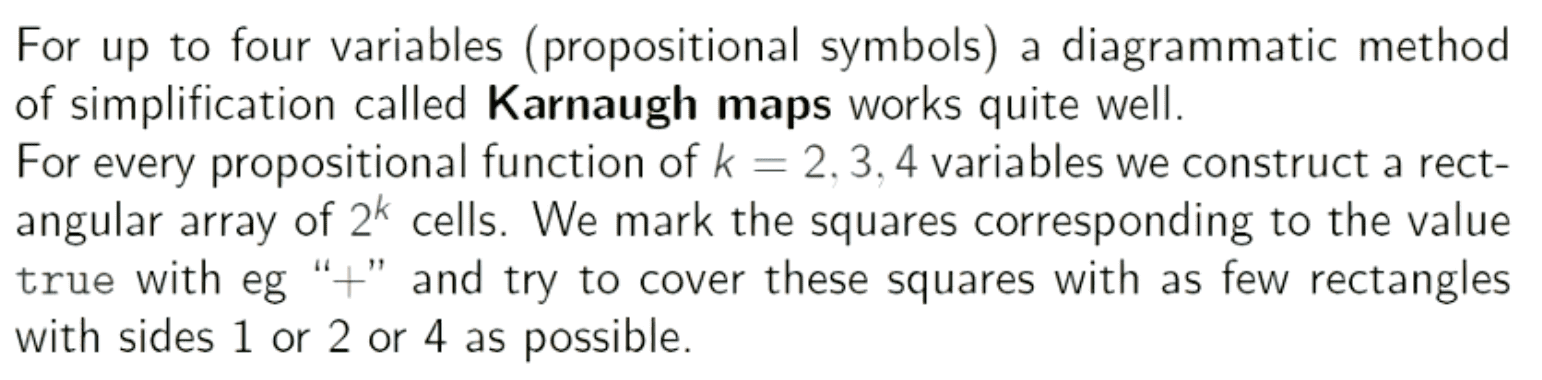 For up to four variables (propositional symbols) a diagrammatic method
of simplification called Karnaugh maps works quite well.
For every propositional function of k = 2, 3, 4 variables we construct a rect-
angular array of 2^k cells. We mark the squares corresponding to the value
true with eg “+” and try to cover these squares with as few rectangles
with sides 1 or 2 or 4 as possible.